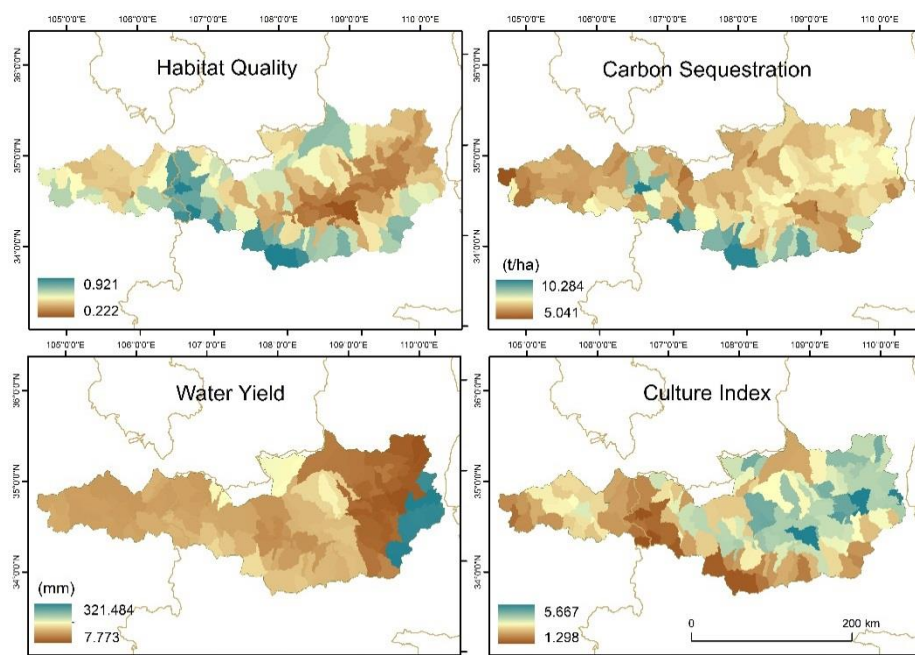 105°0'0"E 106°0'0"E 107°0'0"E 108°0'0"E 109°0'0"E 110°0'0"E
36°0'0"N
35°0'0"N
34°0'0"N
Habitat Quality
0.921
0.222
105°0'0"E 106°0'0"E 107°0'0"E 108°0'0"E 109°0'0"E 110°0'0"E
36°0'0"N
35°0'0"N
34°0'0"N
Carbon Sequestration
(t/ha)
10.284
5.041
105°0'0"E 106°0'0"E 107°0'0"E 108°0'0"E 109°0'0"E 110°0'0"E
36°0'0"N
35°0'0"N
34°0'0"N
Water Yield
(mm)
321.484
7.773
105°0'0"E 106°0'0"E 107°0'0"E 108°0'0"E 109°0'0"E 110°0'0"E
36°0'0"N
35°0'0"N
34°0'0"N
Culture Index
5.667
1.298
0 200 km